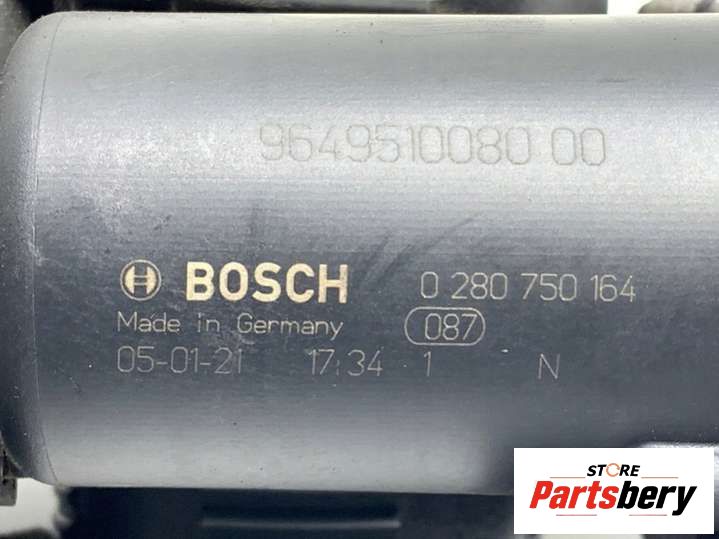 9649510080 00
BOSCH 0 280 750 164
Made in Germany 087
05-01-21 17:34 1 N
STORE
Partsbery